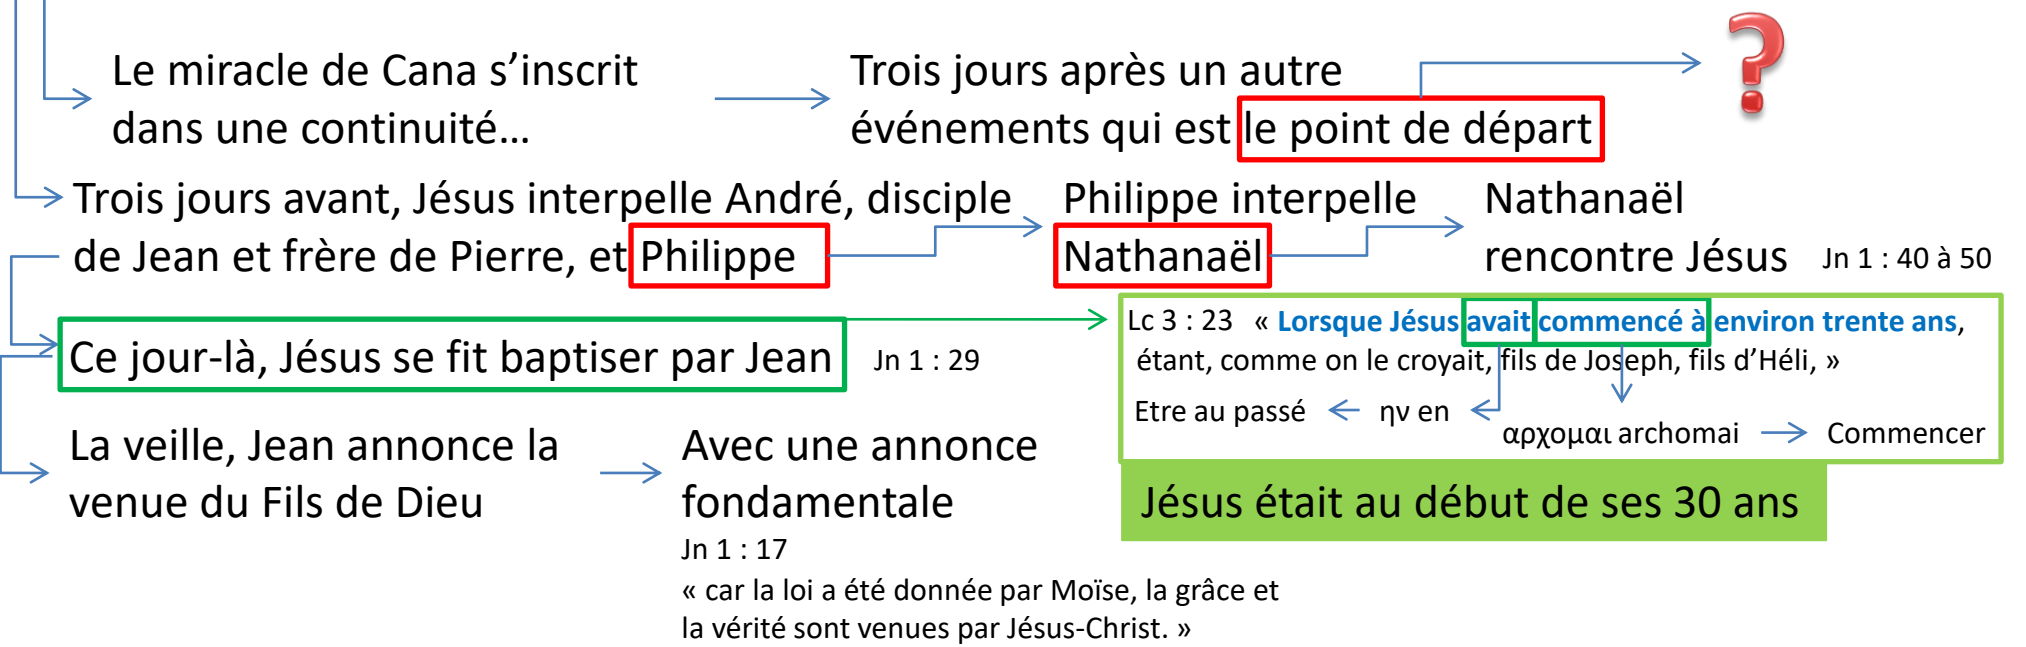 Le miracle de Cana s’inscrit
dans une continuité…
Trois jours après un autre
événements qui est le point de départ
?
Trois jours avant, Jésus interpelle André, disciple
de Jean et frère de Pierre, et Philippe
Philippe interpelle
Nathanaël
Nathanaël
rencontre Jésus Jn 1 : 40 à 50
Ce jour-là, Jésus se fit baptiser par Jean Jn 1 : 29
Lc 3 : 23 « Lorsque Jésus avait commencé à environ trente ans,
étant, comme on le croyait, fils de Joseph, fils d’Héli, »
Etre au passé ην en
αρχομαι archomai Commencer
Jésus était au début de ses 30 ans
La veille, Jean annonce la
venue du Fils de Dieu
Avec une annonce
fondamentale
Jn 1 : 17
« car la loi a été donnée par Moïse, la grâce et
la vérité sont venues par Jésus-Christ. »